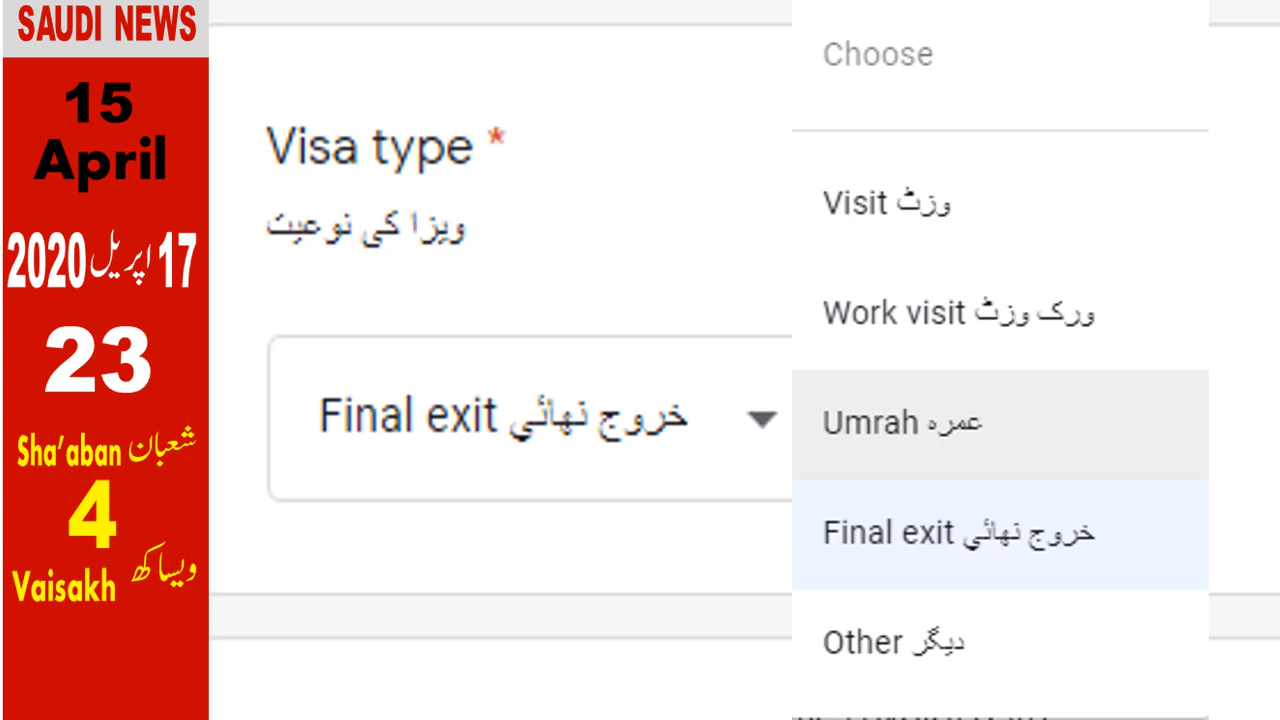 SAUDI NEWS
15
April
17 اپریل 2020
23
Sha'aban شعبان
4
Vaisakh ویساکھ
Visa type *
ویزا کی نوعیت
Final exit خروج نهائي
Choose
Visit وزٹ
Work visit ورک وزٹ
Umrah عمرہ
Final exit خروج نهائي
Other دیگر